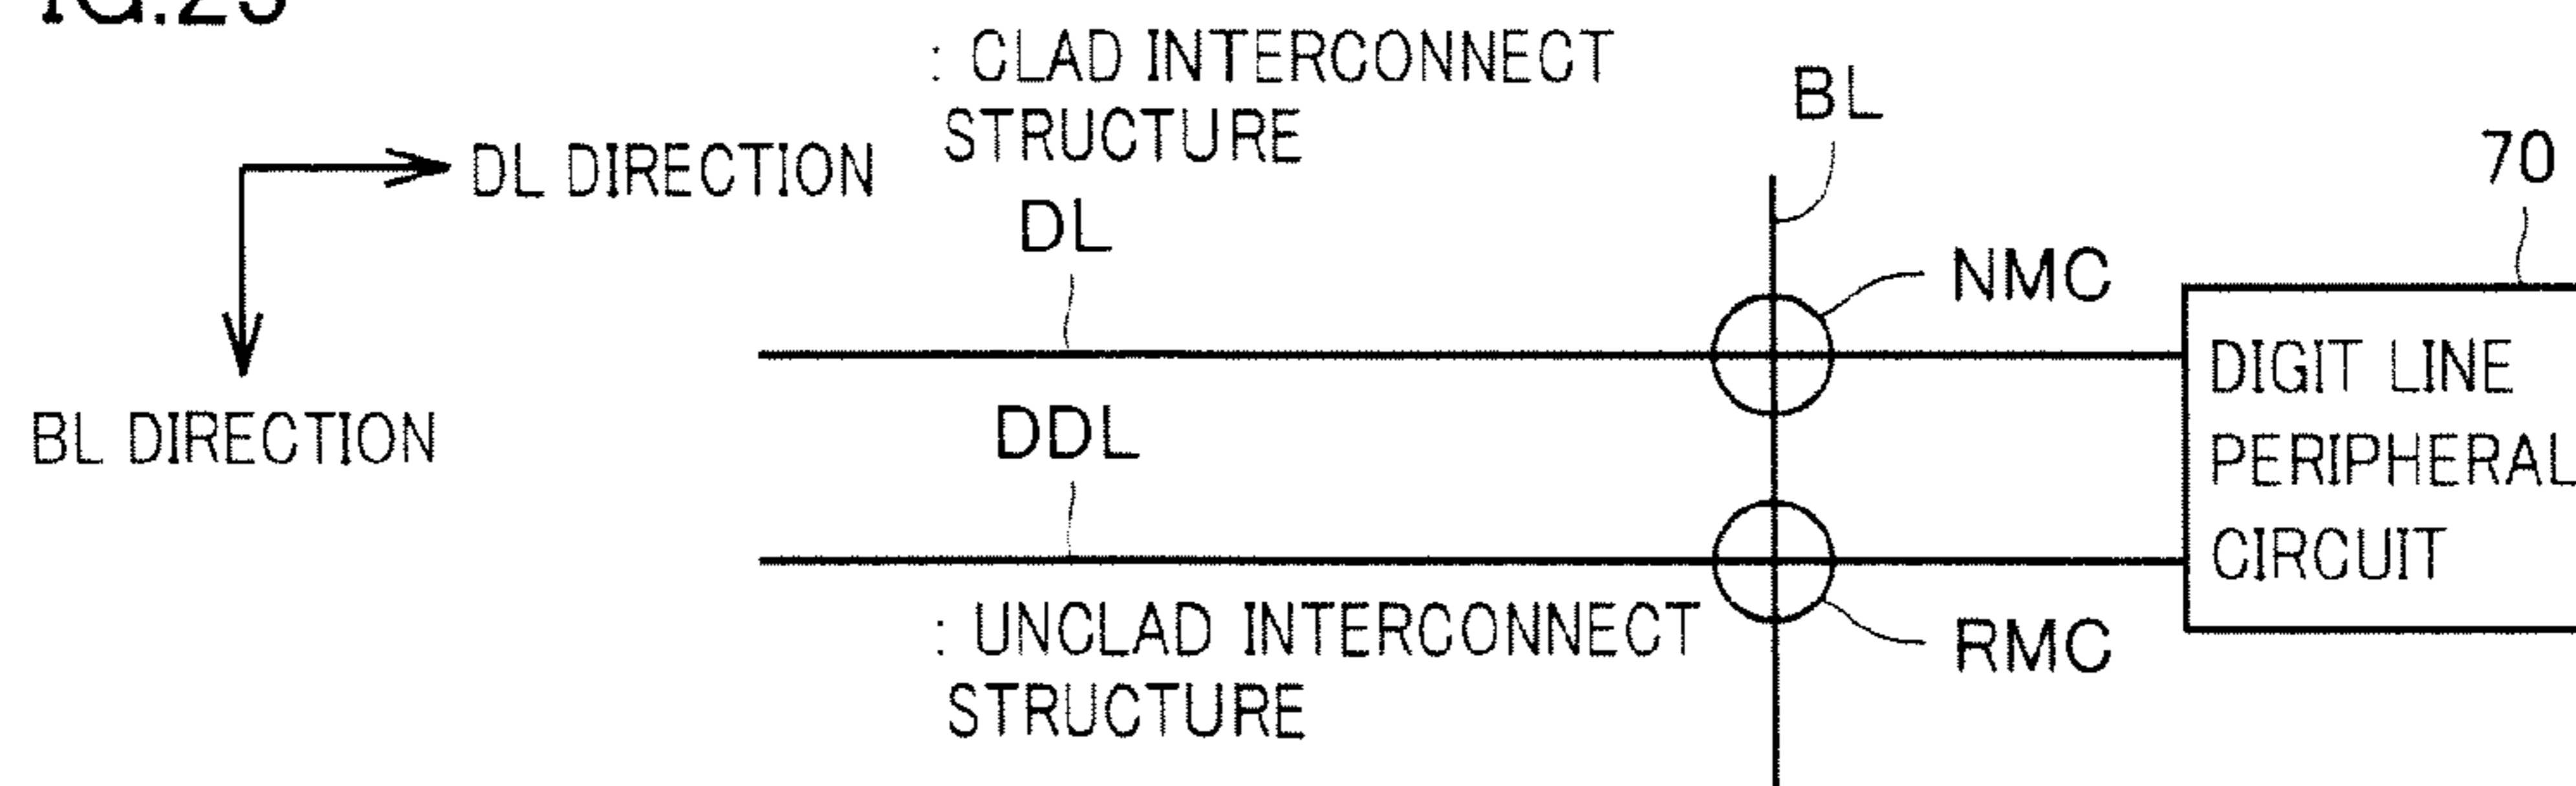 : CLAD INTERCONNECT
STRUCTURE
BL
70
DL DIRECTION
DL
NMC
DIGIT LINE
BL DIRECTION
DDL
PERIPHERAL
CIRCUIT
: UNCLAD INTERCONNECT
STRUCTURE
RMC